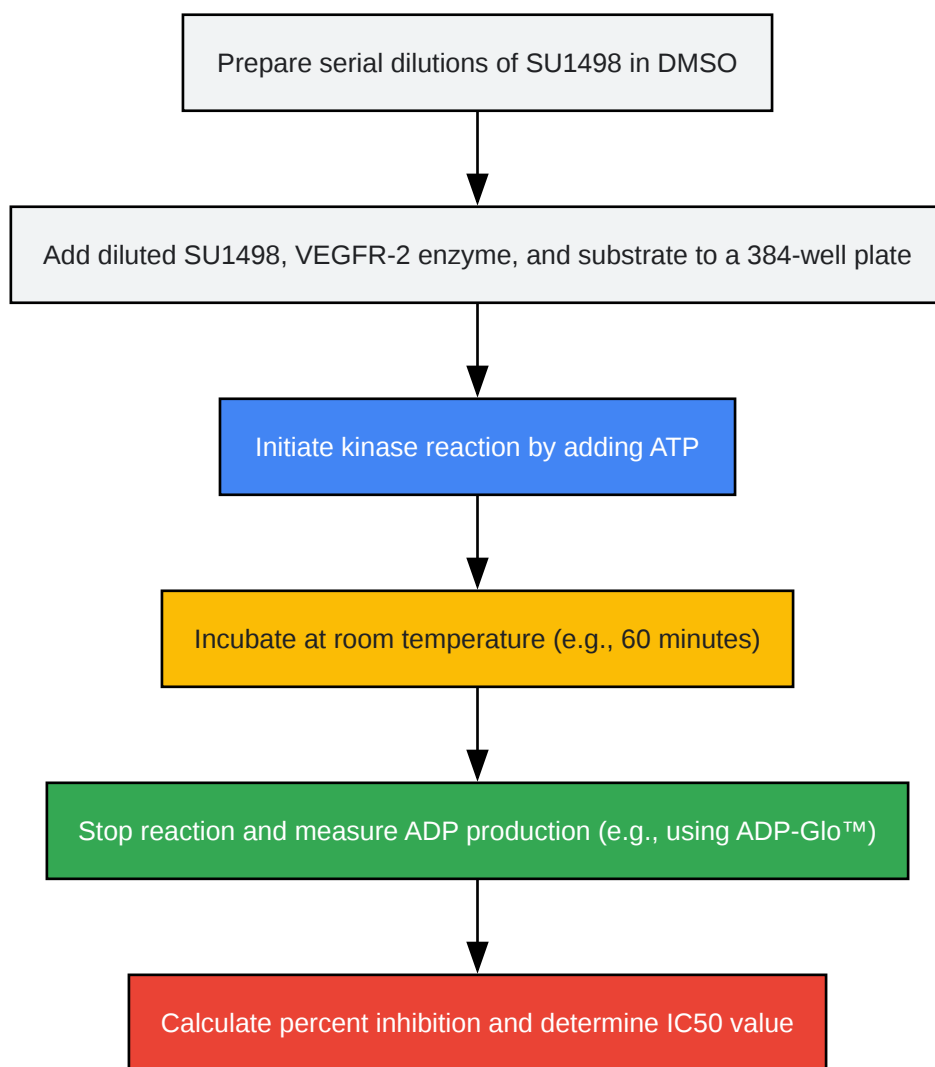 Prepare serial dilutions of SU1498 in DMSO
Add diluted SU1498, VEGFR-2 enzyme, and substrate to a 384-well plate
Initiate kinase reaction by adding ATP
Incubate at room temperature (e.g., 60 minutes)
Stop reaction and measure ADP production (e.g., using ADP-Glo™)
Calculate percent inhibition and determine IC50 value